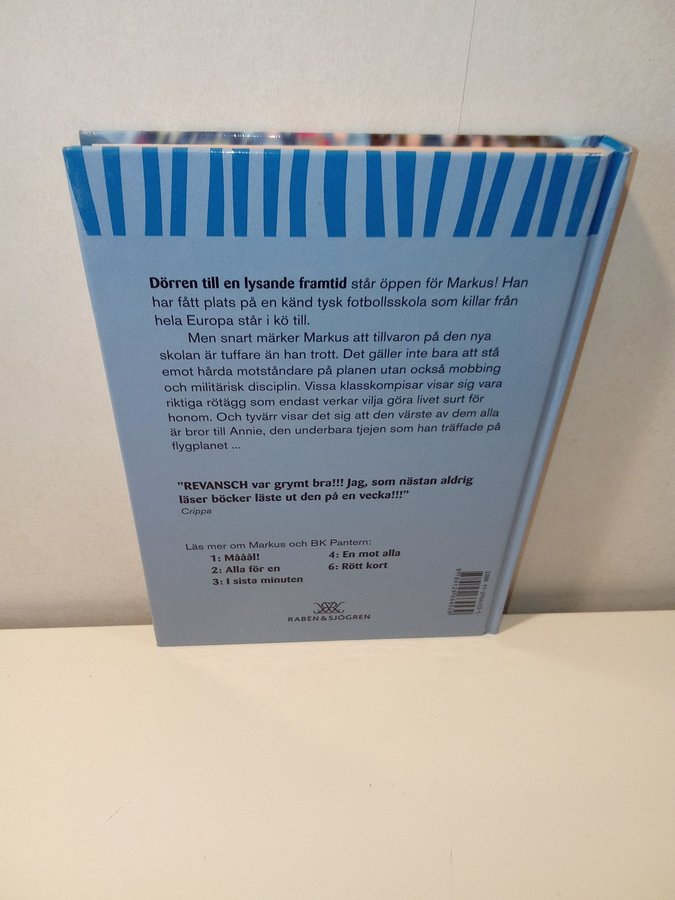 Dörren till en lysande framtid står öppen för Markus! Han
har fått plats på en känd tysk fotbollsskola som killar från
hela Europa står i kö till.
Men snart märker Markus att tillvaron på den nya
skolan är tuffare än han trott. Det gäller inte bara att stå
emot hårda motståndare på planen utan också mobbing
och militärisk disciplin. Vissa klasskompisar visar sig vara
riktiga rötägg som endast verkar vilja göra livet surt för
honom. Och tyvärr visar det sig att den värste av dem alla
är bror till Annie, den underbara tjejen som han träffade på
flygplanet ...
"REVANSCH var grymt bra!!! Jag, som nästan aldrig
läser böcker läste ut den på en vecka!!!"
Crippa
Läs mer om Markus och BK Pantern:
1: Mååål!
2: Alla för en
3: I sista minuten
4: En mot alla
6: Rött kort
RABÉN & SJÖGREN
ISBN